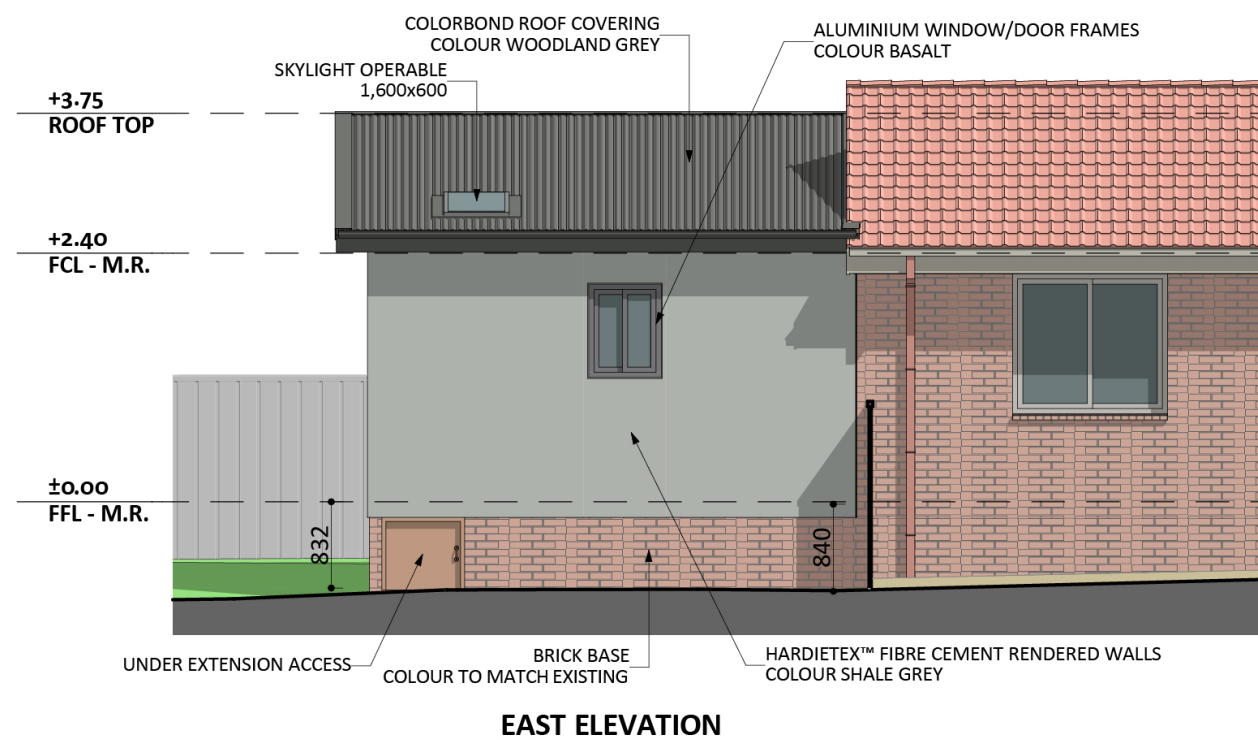 COLORBOND ROOF COVERING
COLOUR WOODLAND GREY
ALUMINIUM WINDOW/DOOR FRAMES
COLOUR BASALT
SKYLIGHT OPERABLE
1,600x600
+3.75
ROOF TOP
+2.40
FCL - M.R.
±0.00
FFL - M.R.
832
840
UNDER EXTENSION ACCESS
BRICK BASE
COLOUR TO MATCH EXISTING
HARDIETEX™ FIBRE CEMENT RENDERED WALLS
COLOUR SHALE GREY
EAST ELEVATION